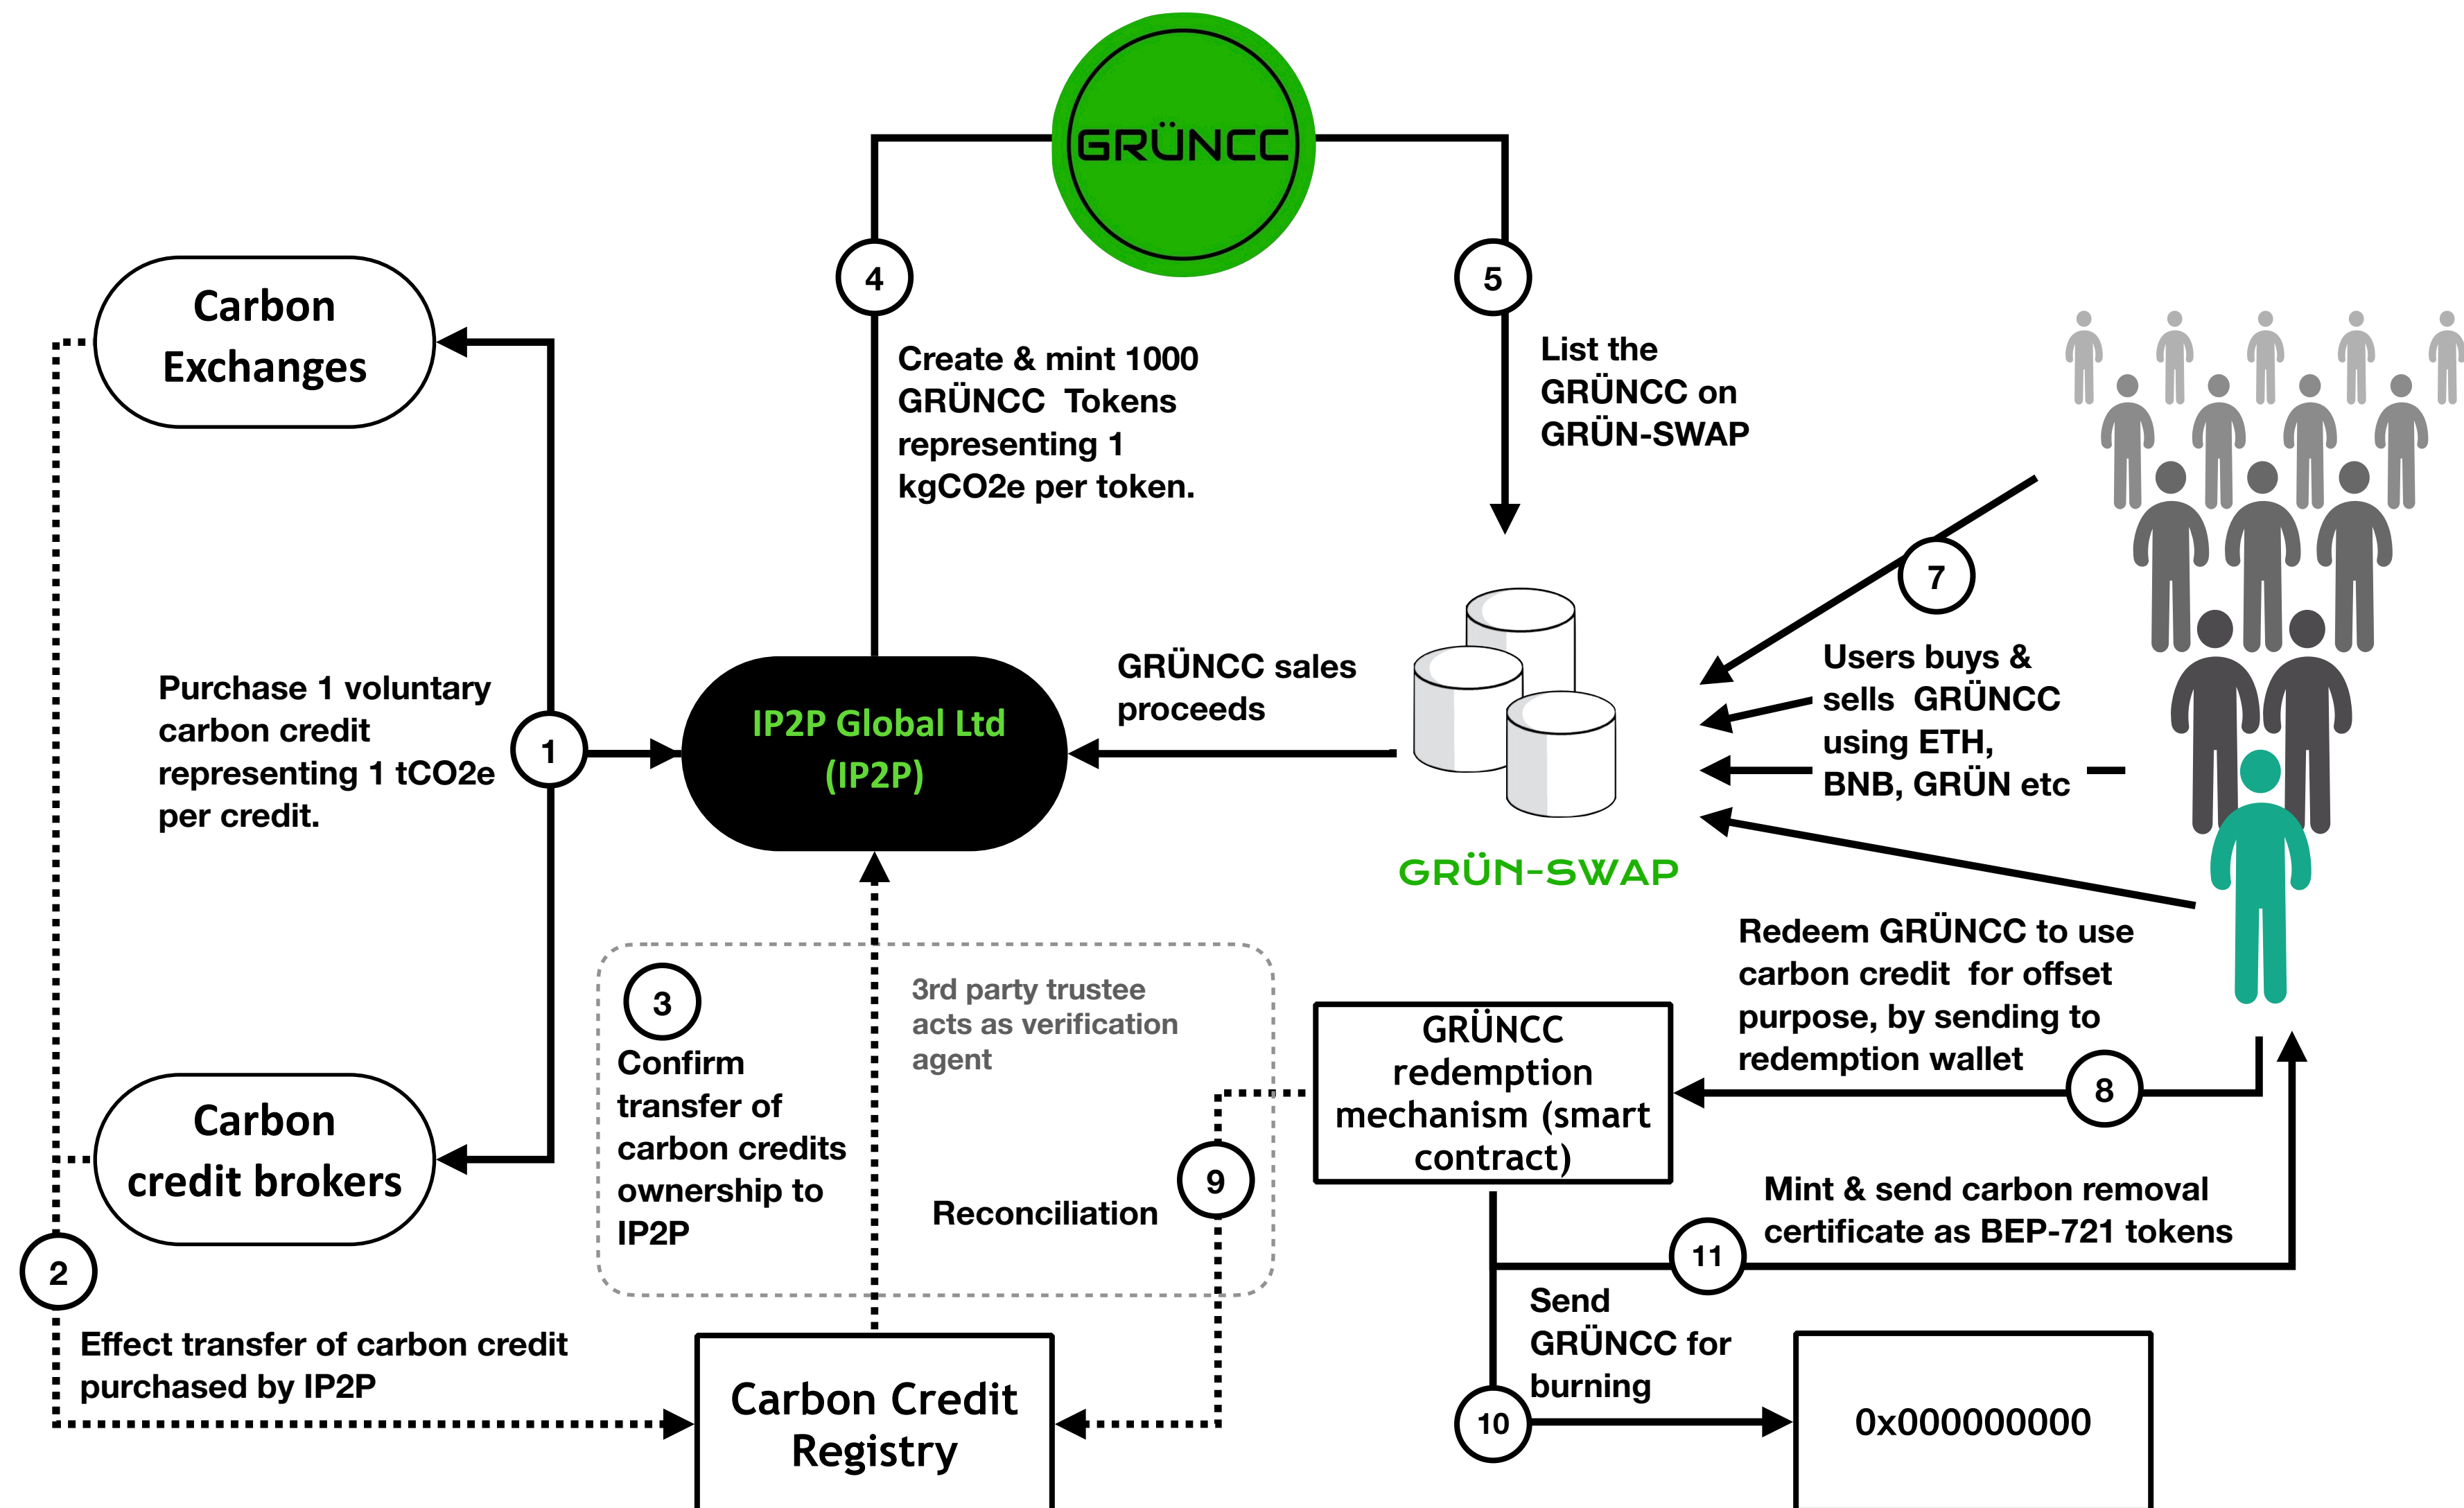 GRÜNCC
4
5
Carbon
Exchanges
Create & mint 1000
GRÜNCC Tokens
representing 1
kgCO2e per token.
List the
GRÜNCC on
GRÜN-SWAP
7
Purchase 1 voluntary
carbon credit
representing 1 tCO2e
per credit.
1
IP2P Global Ltd
(IP2P)
GRÜNCC sales
proceeds
Users buys &
sells GRÜNCC
using ETH,
BNB, GRÜN etc
GRÜN-SWAP
3
Confirm
transfer of
carbon credits
ownership to
IP2P
3rd party trustee
acts as verification
agent
Reconciliation
9
GRÜNCC
redemption
mechanism (smart
contract)
Redeem GRÜNCC to use
carbon credit for offset
purpose, by sending to
redemption wallet
8
Carbon
credit brokers
Mint & send carbon removal
certificate as BEP-721 tokens
11
2
Effect transfer of carbon credit
purchased by IP2P
Carbon Credit
Registry
Send
GRÜNCC for
burning
10
0x000000000